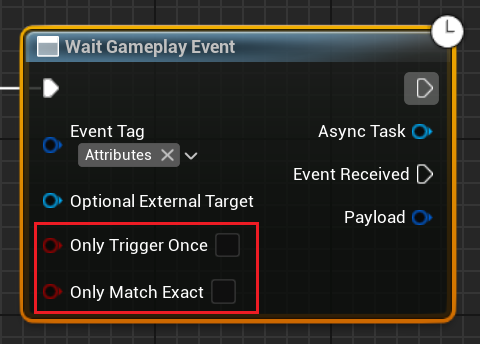 Wait Gameplay Event
Event Tag
Attributes
Async Task
Event Received
Optional External Target
Payload
Only Trigger Once
Only Match Exact